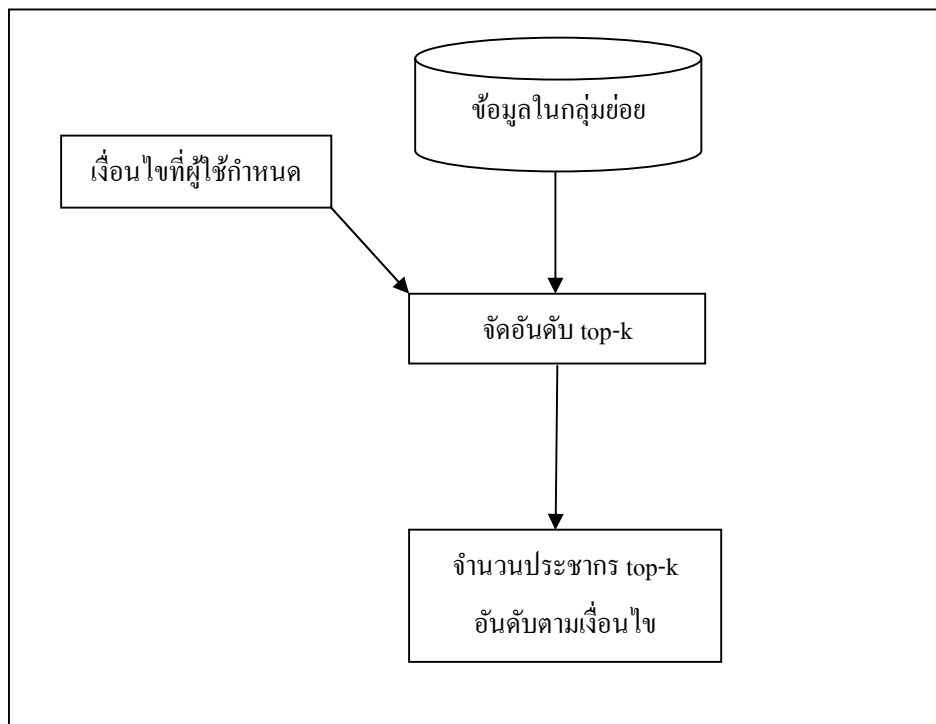 ข้อมูลในกลุ่มย่อย
เงื่อนไขที่ผู้ใช้กำหนด
จัดอันดับ top-k
จำนวนประชากร top-k
อันดับตามเงื่อนไข